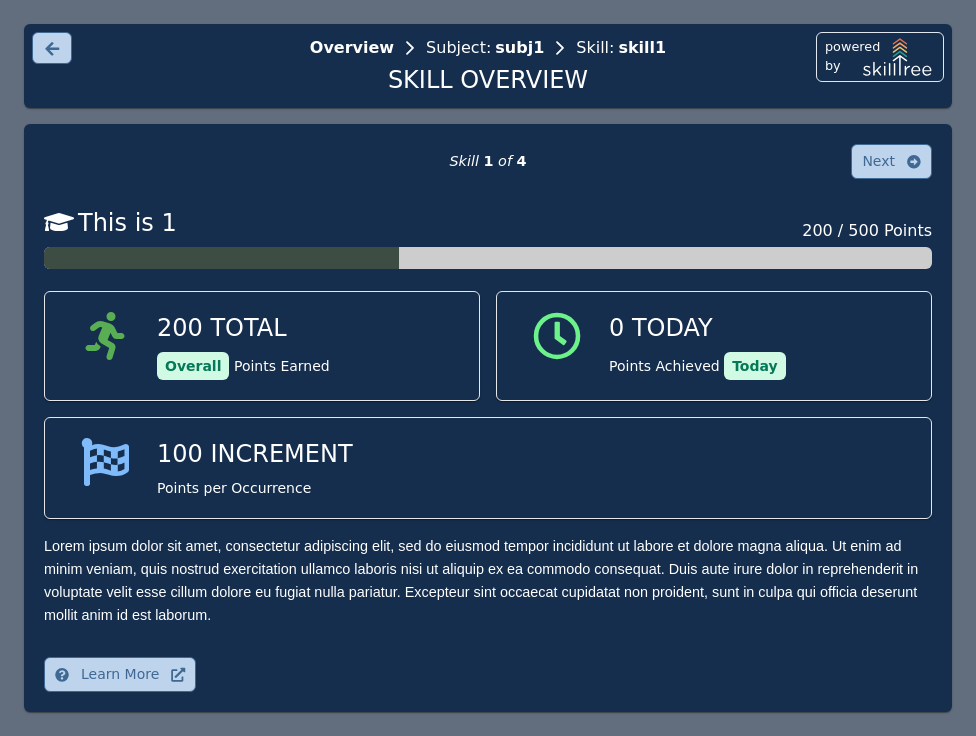 Overview > Subject: subj1 > Skill: skill1
SKILL OVERVIEW
powered
by skilltree
Skill 1 of 4
Next
This is 1
200 / 500 Points
200 TOTAL
Overall Points Earned
0 TODAY
Points Achieved Today
100 INCREMENT
Points per Occurrence
Lorem ipsum dolor sit amet, consectetur adipiscing elit, sed do eiusmod tempor incididunt ut labore et dolore magna aliqua. Ut enim ad
minim veniam, quis nostrud exercitation ullamco laboris nisi ut aliquip ex ea commodo consequat. Duis aute irure dolor in reprehenderit in
voluptate velit esse cillum dolore eu fugiat nulla pariatur. Excepteur sint occaecat cupidatat non proident, sunt in culpa qui officia deserunt
mollit anim id est laborum.
Learn More